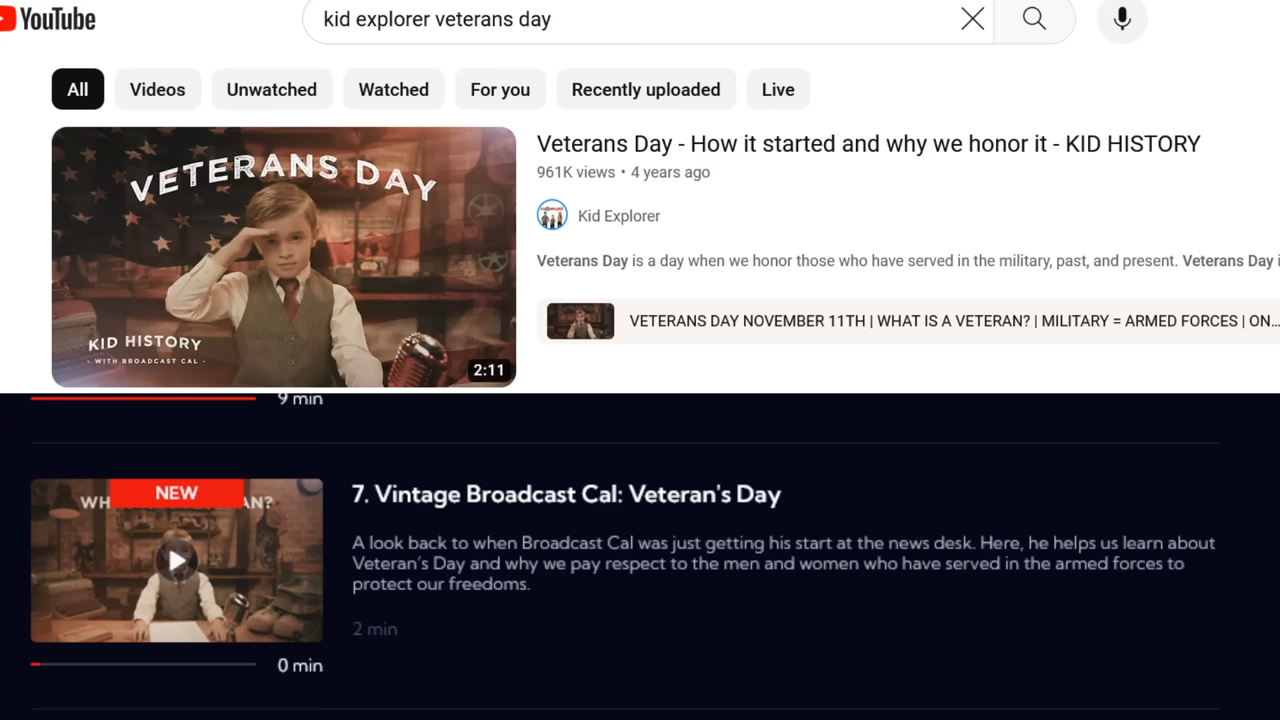 YouTube
kid explorer veterans day
All
Videos
Unwatched
Watched
For you
Recently uploaded
Live
VETERANS DAY
KID HISTORY
- WITH BROADCAST CAL -
2:11
Veterans Day - How it started and why we honor it - KID HISTORY
961K views • 4 years ago
Kid Explorer
Veterans Day is a day when we honor those who have served in the military, past, and present. Veterans Day i
VETERANS DAY NOVEMBER 11TH | WHAT IS A VETERAN? | MILITARY = ARMED FORCES | ON...
9 min
NEW
WH
AN?
0 min
7. Vintage Broadcast Cal: Veteran's Day
A look back to when Broadcast Cal was just getting his start at the news desk. Here, he helps us learn about
Veteran's Day and why we pay respect to the men and women who have served in the armed forces to
protect our freedoms.
2 min